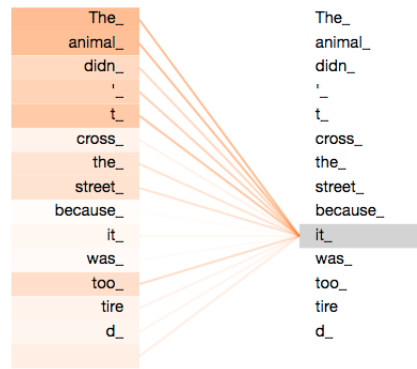 The_ The_
animal_ animal_
didn_ didn_
'_ '_
t_ t_
cross_ cross_
the_ the_
street_ street_
because_ because_
it_ it_
was_ was_
too_ too_
tire tire
d_ d_